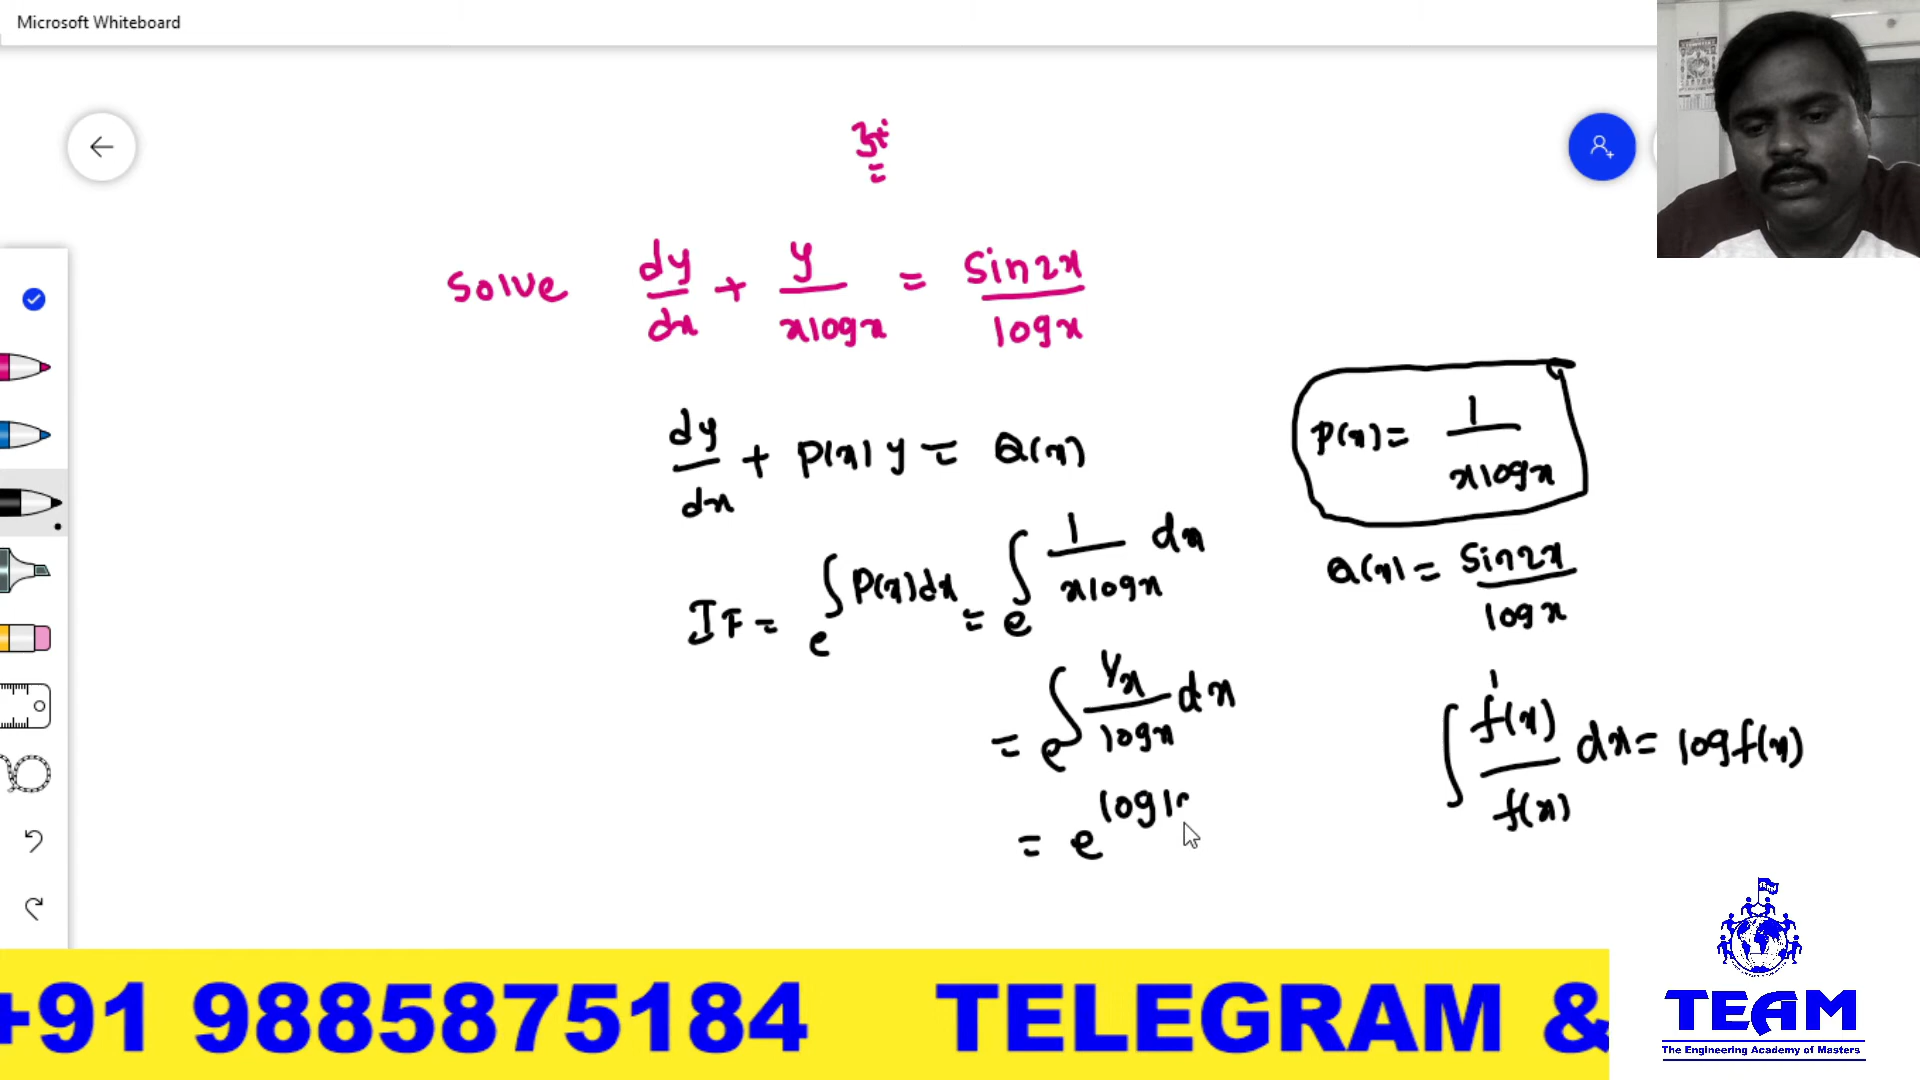 Microsoft Whiteboard
Solve dy/dx + y/xlogx = Sin2x/logx
dy/dx + P(x) y = Q(x)
P(x) = 1/xlogx
IF = e^∫P(x)dx = e^∫ 1/xlogx dx
Q(x) = Sin2x/logx
= e^∫ 1/x/logx dx
∫ f'(x)/f(x) dx = logf(x)
= e^log
+91 9885875184 TELEGRAM &
TEAM
The Engineering Academy of Masters